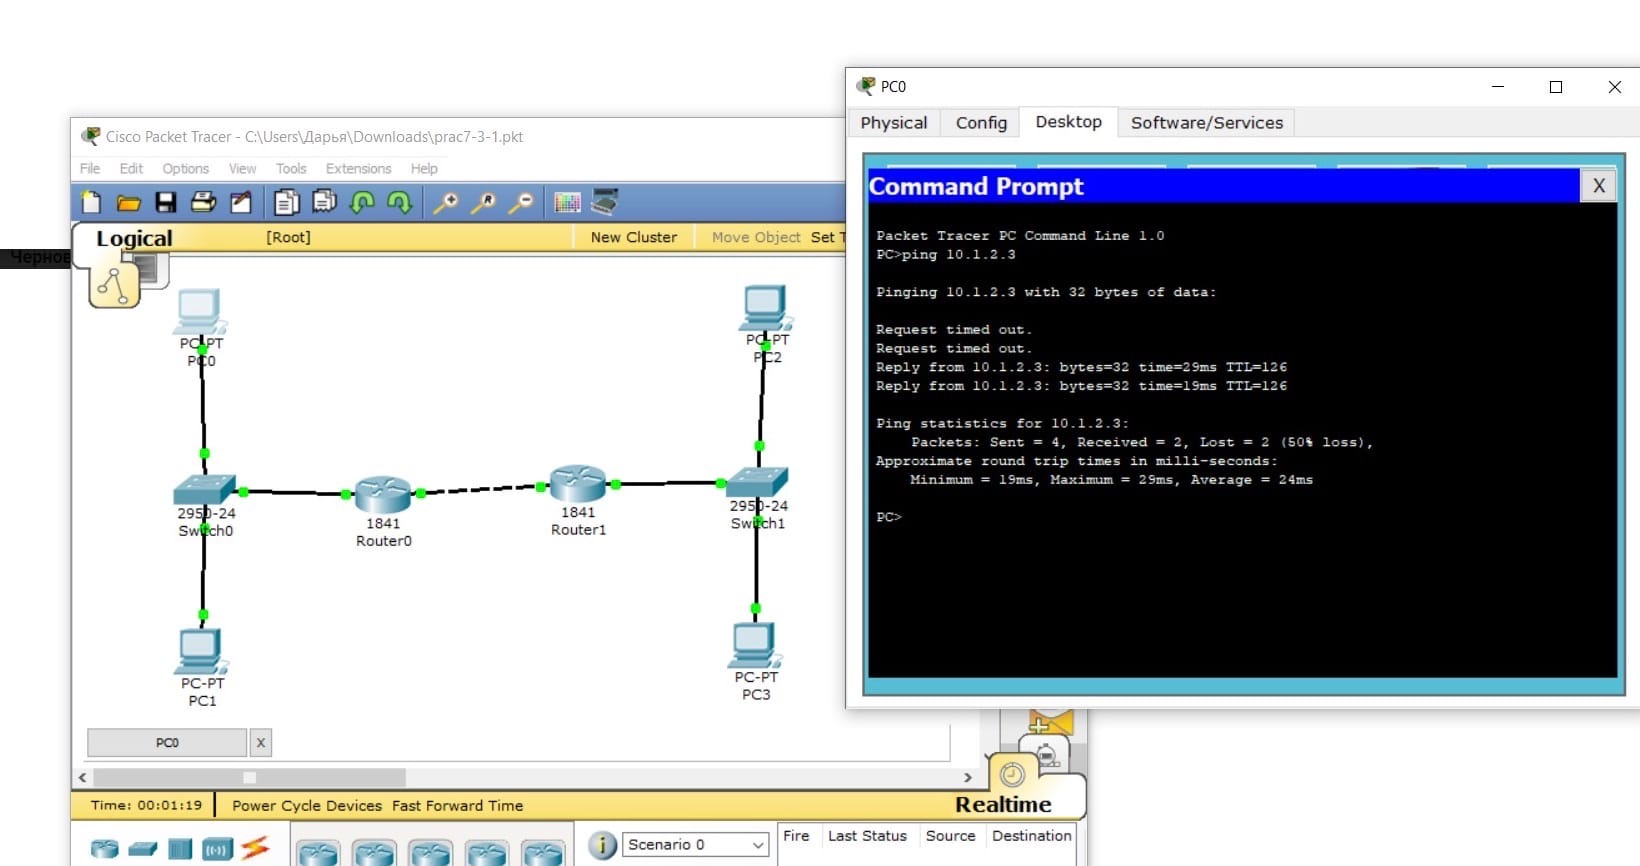 PC0
Physical Config Desktop Software/Services
Command Prompt X
Packet Tracer PC Command Line 1.0
PC>ping 10.1.2.3
Pinging 10.1.2.3 with 32 bytes of data:
Request timed out.
Request timed out.
Reply from 10.1.2.3: bytes=32 time=29ms TTL=126
Reply from 10.1.2.3: bytes=32 time=19ms TTL=126
Ping statistics for 10.1.2.3:
Packets: Sent = 4, Received = 2, Lost = 2 (50% loss),
Approximate round trip times in milli-seconds:
Minimum = 19ms, Maximum = 29ms, Average = 24ms
PC>
Cisco Packet Tracer - C:\Users\Дарья\Downloads\prac7-3-1.pkt
File Edit Options View Tools Extensions Help
Logical [Root] New Cluster Move Object Set T
Чернов
PC-PT
PC0
PC-PT
PC2
2950-24
Switch0
1841
Router0
1841
Router1
2950-24
Switch1
PC-PT
PC1
PC-PT
PC3
PC0 X
Time: 00:01:19 Power Cycle Devices Fast Forward Time Realtime
Scenario 0
Fire Last Status Source Destination